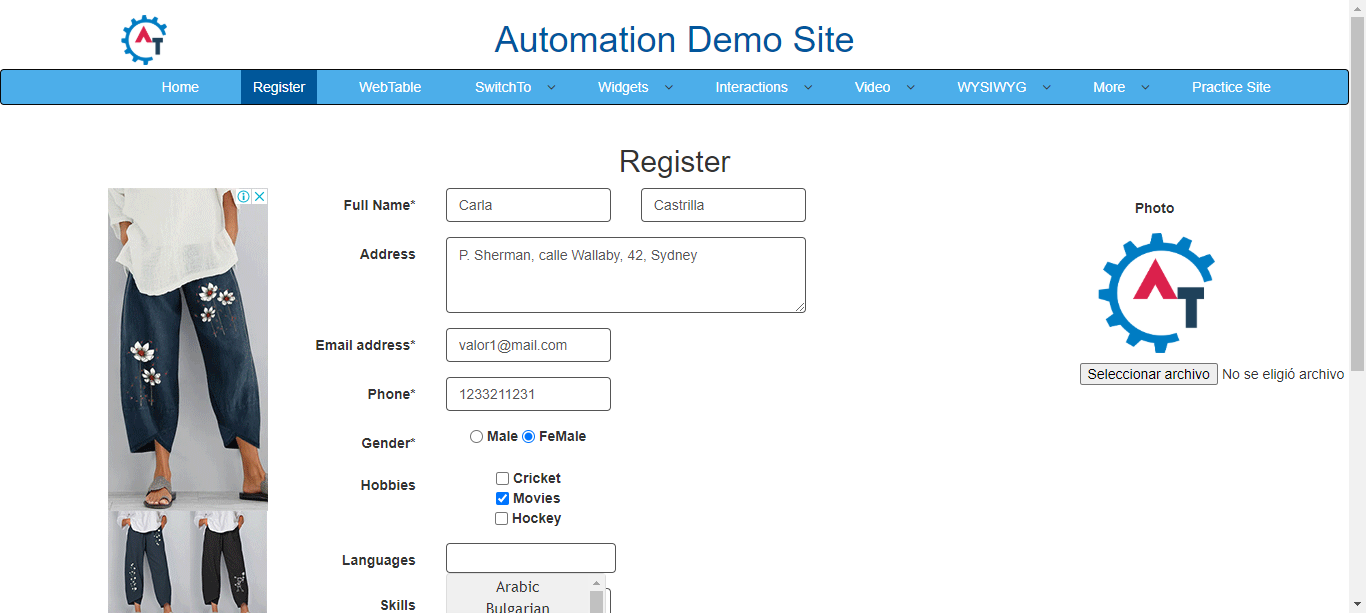 AT
Automation Demo Site
Home Register WebTable SwitchTo Widgets Interactions Video WYSIWYG More Practice Site
Register
Full Name* Carla Castrilla
Photo
Address P. Sherman, calle Wallaby, 42, Sydney
AT
Email address* valor1@mail.com
Seleccionar archivo No se eligió archivo
Phone* 1233211231
Gender* Male FeMale
Hobbies Cricket
Movies
Hockey
Languages
Arabic
Skills Bulgarian